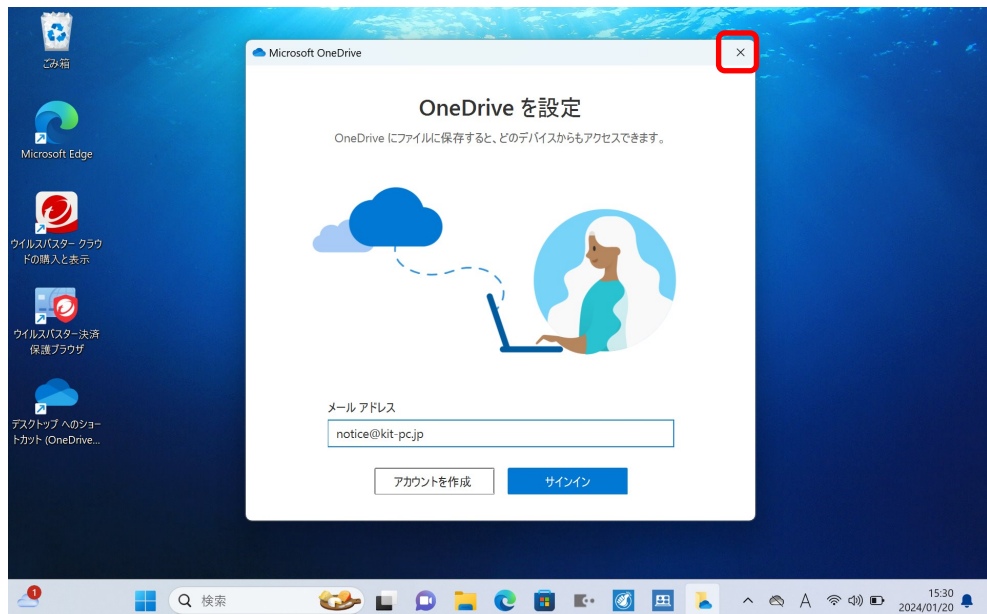 ごみ箱
Microsoft Edge
ウイルスバスター クラウ
ドの購入と表示
ウイルスバスター決済
保護ブラウザ
デスクトップ へのショー
トカット (OneDrive...
Microsoft OneDrive
OneDrive を設定
OneDrive にファイルに保存すると、どのデバイスからもアクセスできます。
メール アドレス
notice@kit-pc.jp
アカウントを作成
サインイン
1
検索
A
15:30
2024/01/20